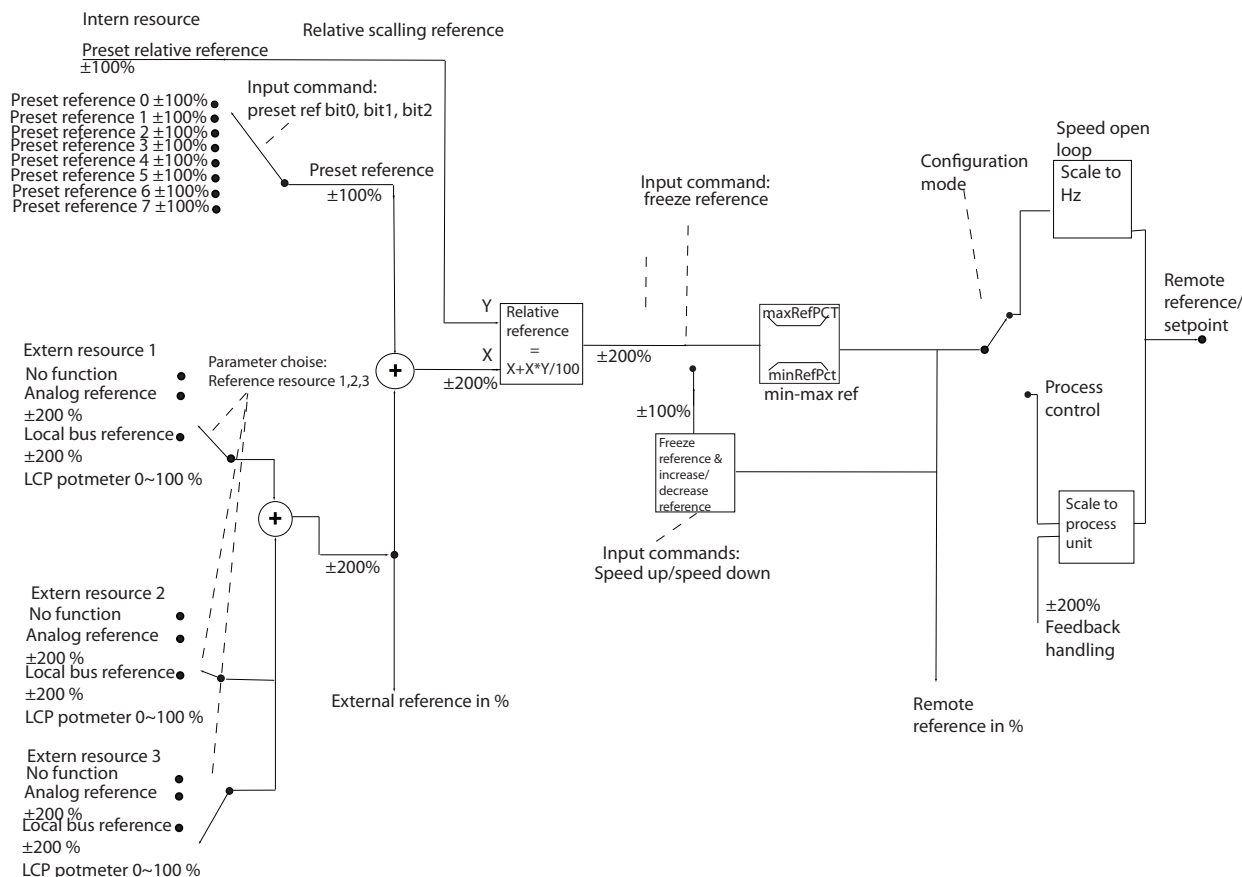 Intern resource
Relative scalling reference
Preset relative reference
±100%
Input command:
preset ref bit0, bit1, bit2
Preset reference 0 ±100%
Preset reference 1 ±100%
Preset reference 2 ±100%
Preset reference 3 ±100%
Preset reference 4 ±100%
Preset reference 5 ±100%
Preset reference 6 ±100%
Preset reference 7 ±100%
Preset reference
±100%
Input command:
freeze reference
Configuration
mode
Speed open
loop
Scale to
Hz
Remote
reference/
setpoint
Y
X
±200%
Relative
reference
=
X+X*Y/100
±200%
maxRefPCT
minRefPct
min-max ref
Extern resource 1
No function
Analog reference
±200 %
Local bus reference
±200 %
LCP potmeter 0~100 %
Parameter choise:
Reference resource 1,2,3
+
+
±200%
±100%
Freeze
reference &
increase/
decrease
reference
Input commands:
Speed up/speed down
Process
control
Scale to
process
unit
±200%
Feedback
handling
Extern resource 2
No function
Analog reference
±200 %
Local bus reference
±200 %
LCP potmeter 0~100 %
External reference in %
Remote
reference in %
Extern resource 3
No function
Analog reference
±200 %
Local bus reference
±200 %
LCP potmeter 0~100 %